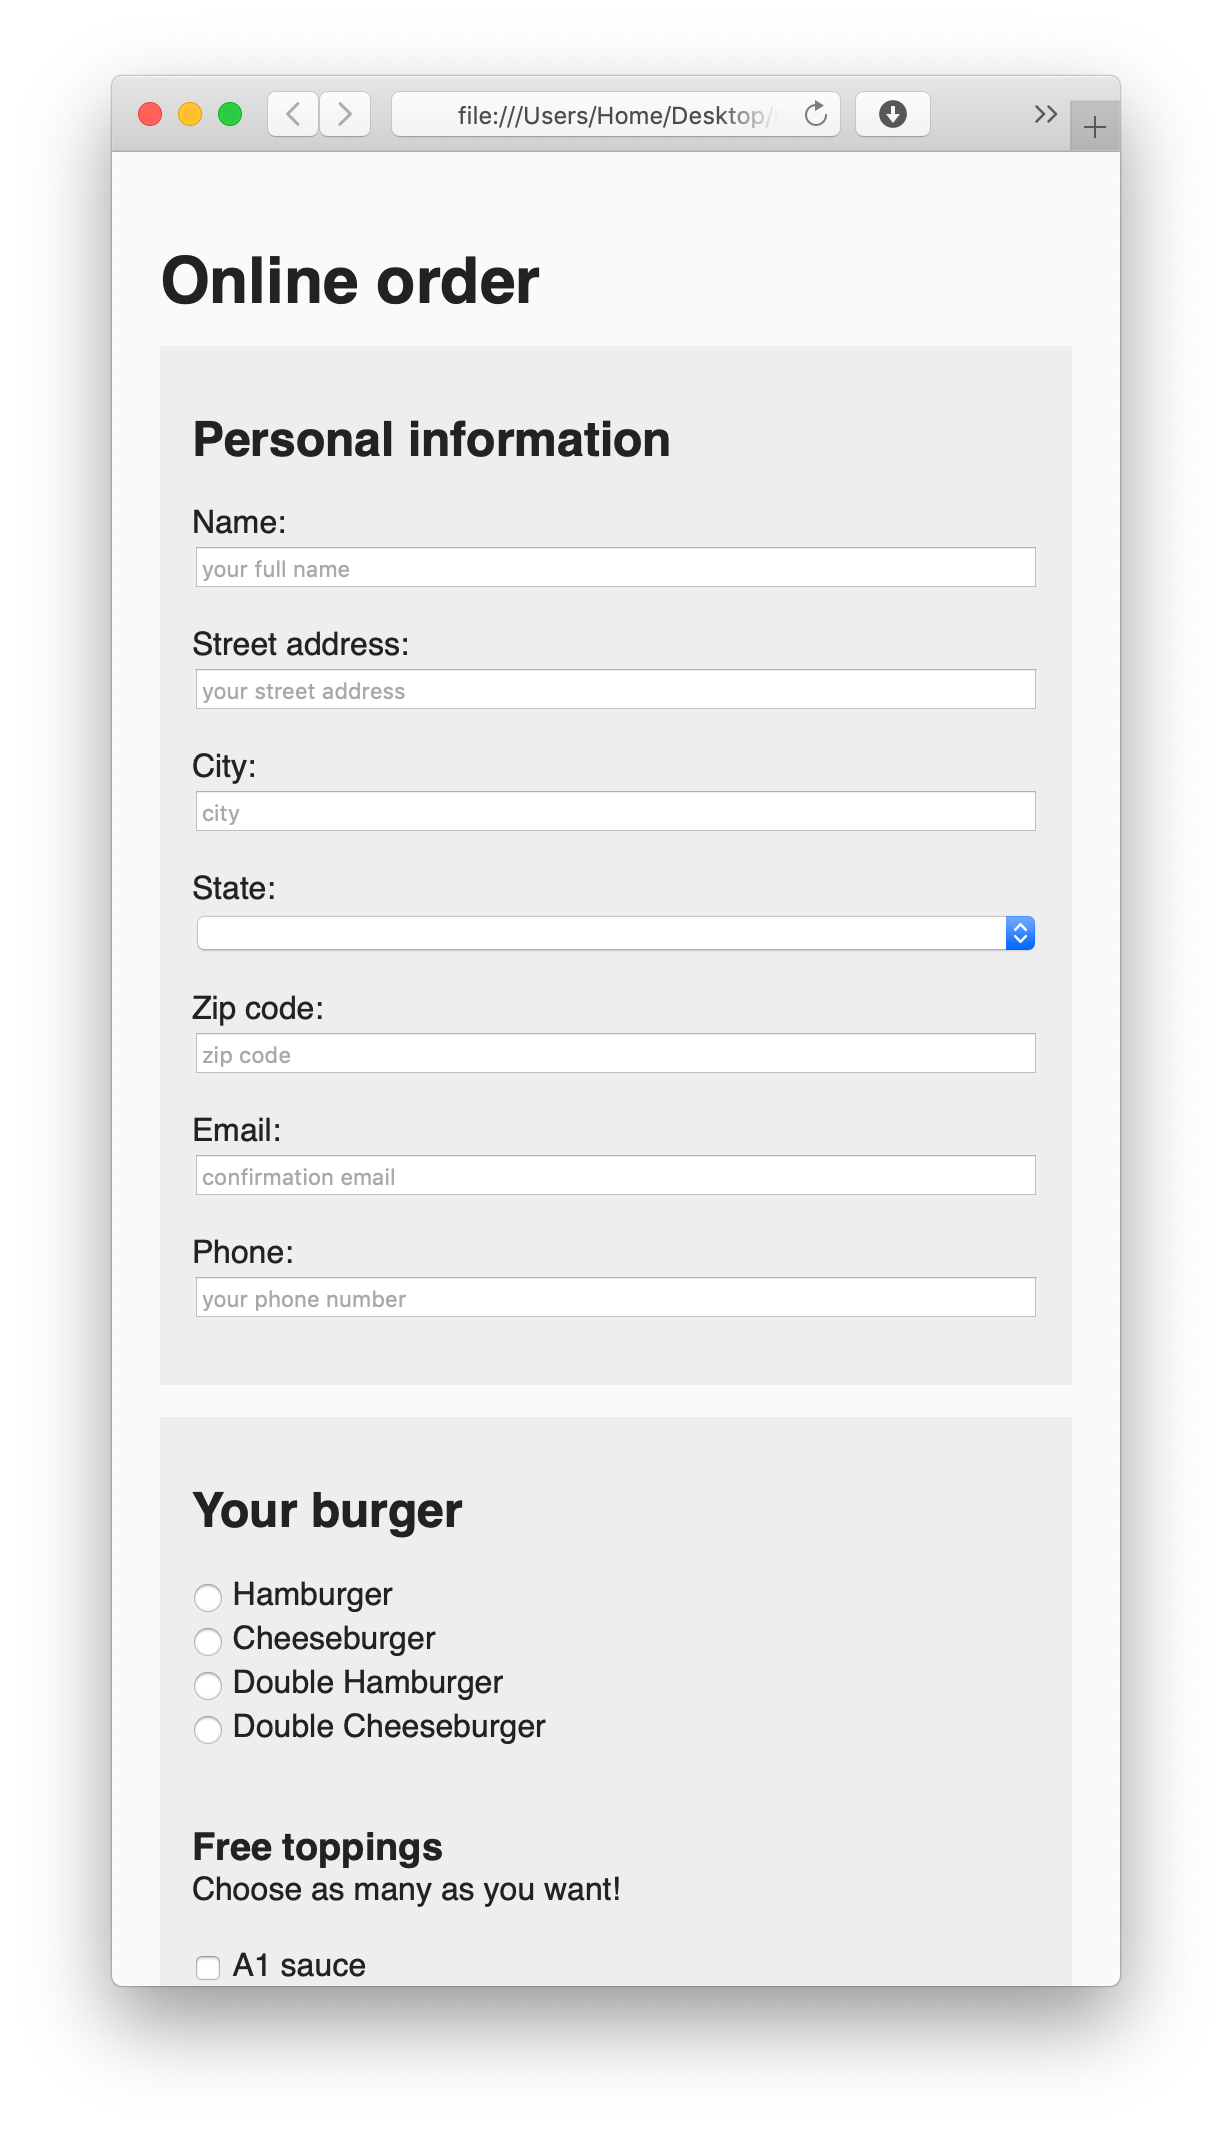 file:///Users/Home/Desktop/
Online order
Personal information
Name:
your full name
Street address:
your street address
City:
city
State:
Zip code:
zip code
Email:
confirmation email
Phone:
your phone number
Your burger
Hamburger
Cheeseburger
Double Hamburger
Double Cheeseburger
Free toppings
Choose as many as you want!
A1 sauce